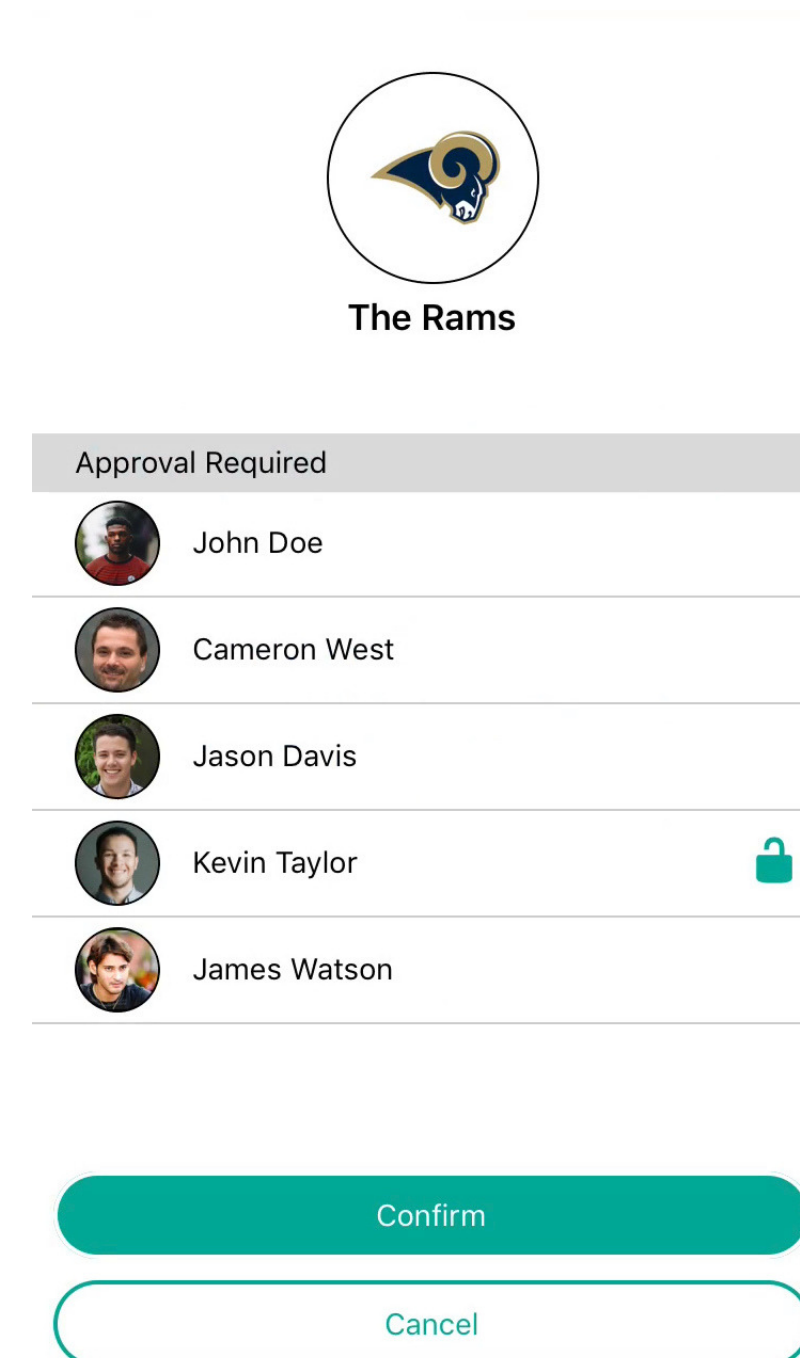 The Rams
Approval Required
John Doe
Cameron West
Jason Davis
Kevin Taylor
James Watson
Confirm
Cancel